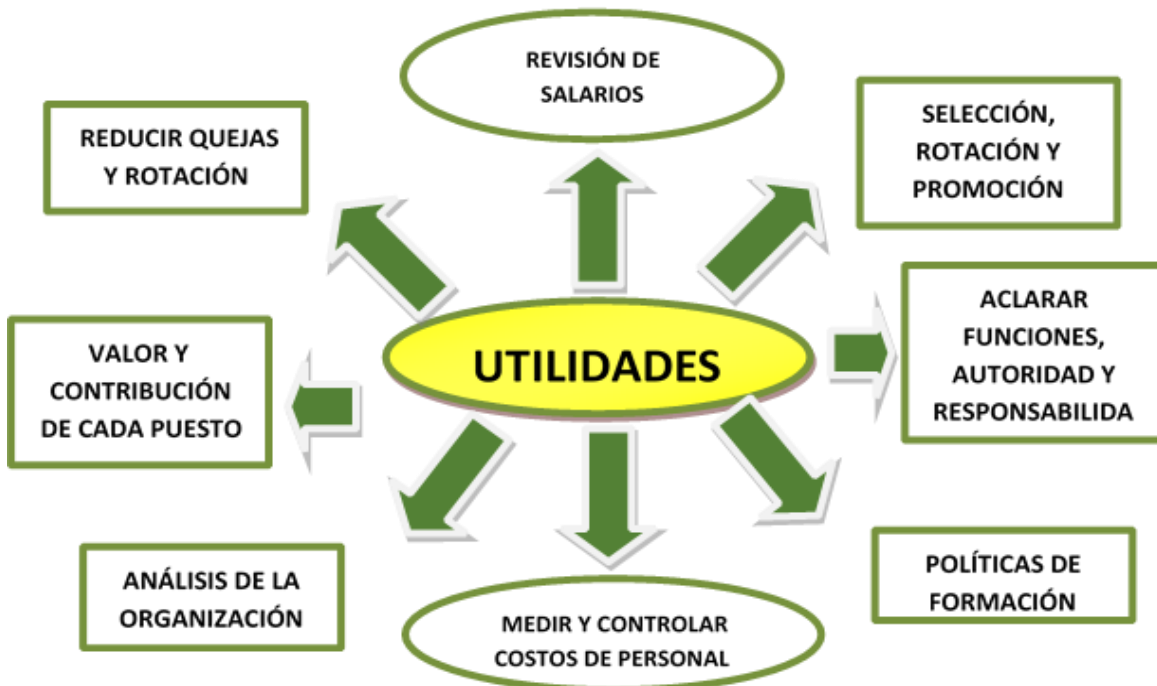 REVISIÓN DE
SALARIOS
REDUCIR QUEJAS
Y ROTACIÓN
SELECCIÓN,
ROTACIÓN Y
PROMOCIÓN
UTILIDADES
VALOR Y
CONTRIBUCIÓN
DE CADA PUESTO
ACLARAR
FUNCIONES,
AUTORIDAD Y
RESPONSABILIDA
ANÁLISIS DE LA
ORGANIZACIÓN
MEDIR Y CONTROLAR
COSTOS DE PERSONAL
POLÍTICAS DE
FORMACIÓN